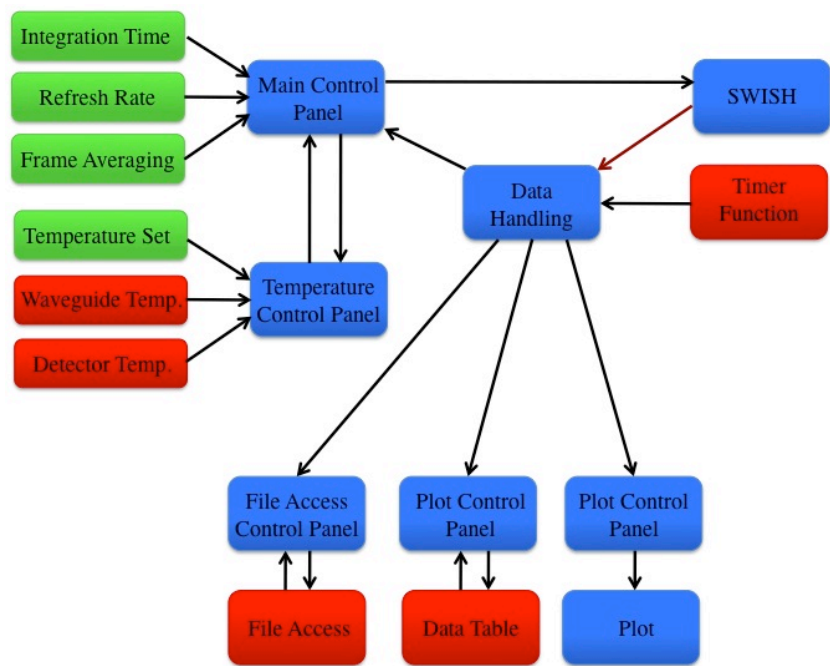 Integration Time
Refresh Rate
Frame Averaging
Main Control
Panel
SWISH
Data
Handling
Timer
Function
Temperature Set
Waveguide Temp.
Detector Temp.
Temperature
Control Panel
File Access
Control Panel
Plot Control
Panel
Plot Control
Panel
File Access
Data Table
Plot